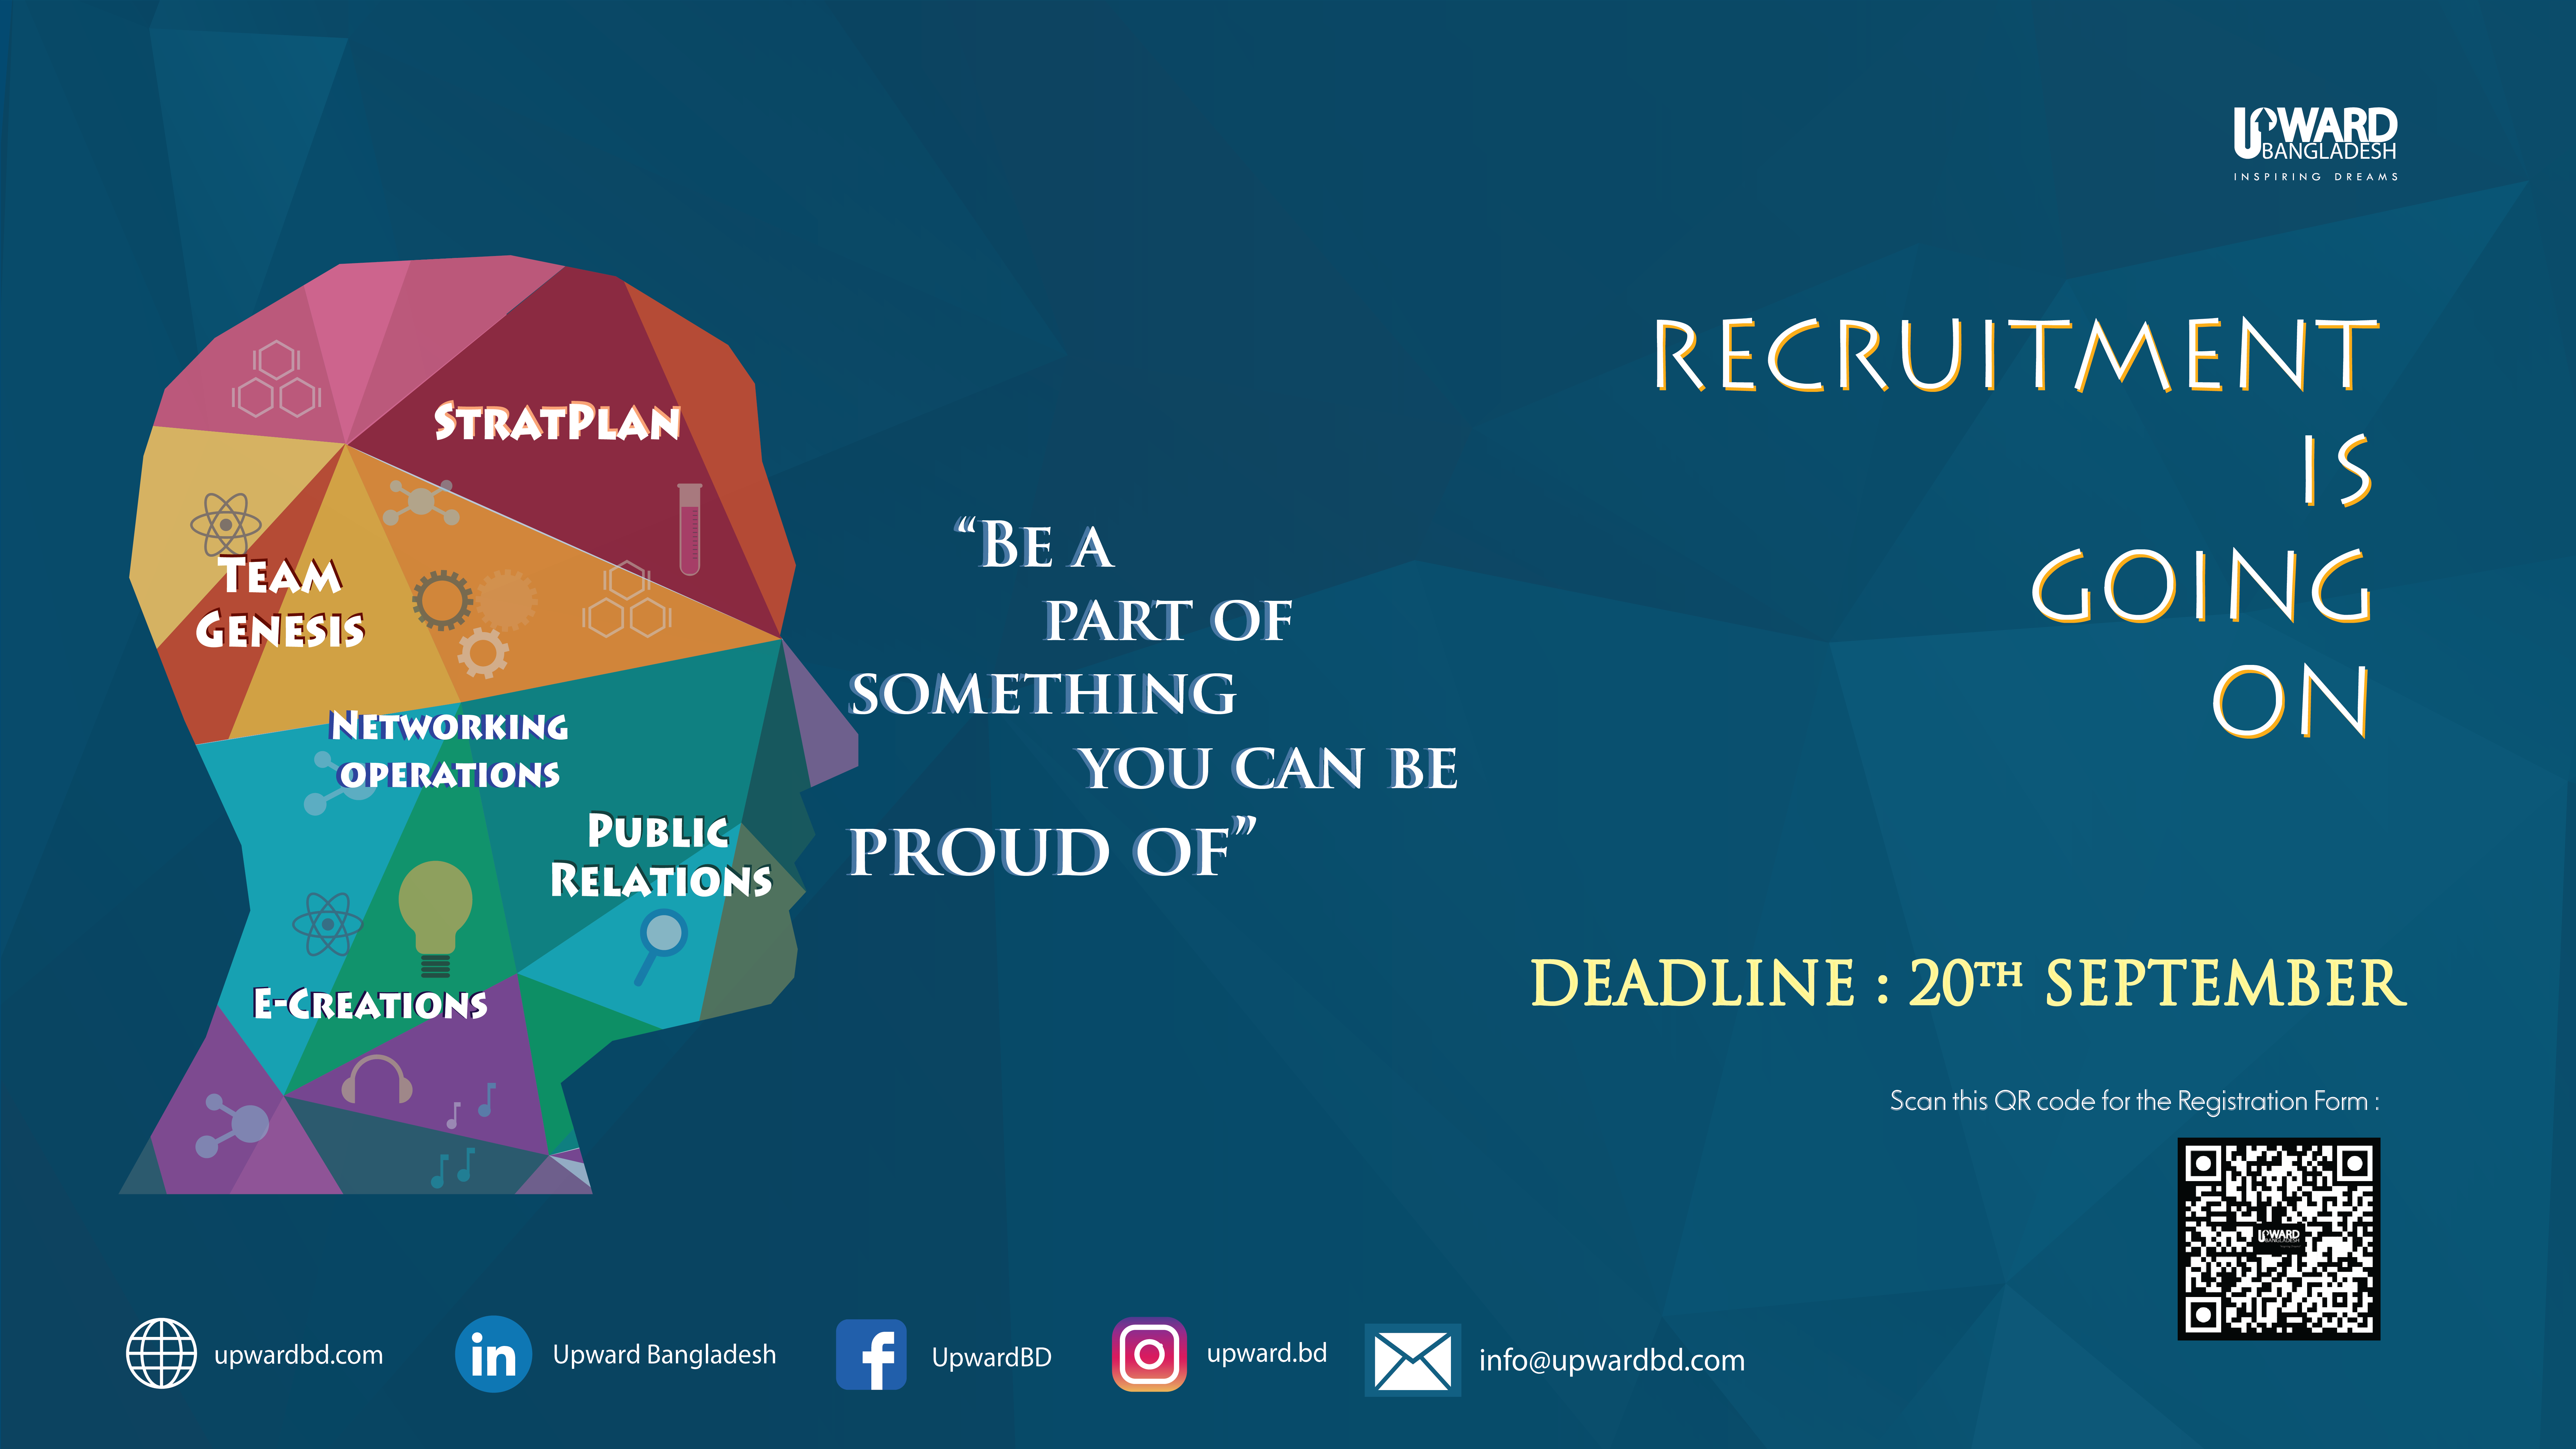 UPWARD
BANGLADESH
INSPIRING DREAMS
RECRUITMENT
IS
GOING
ON
STRATPLAN
TEAM
GENESIS
NETWORKING
OPERATIONS
PUBLIC
RELATIONS
E-CREATIONS
“BE A
PART OF
SOMETHING
YOU CAN BE
PROUD OF”
DEADLINE : 20TH SEPTEMBER
Scan this QR code for the Registration Form :
UPWARD
BANGLADESH
upwardbd.com
Upward Bangladesh
UpwardBD
upward.bd
info@upwardbd.com